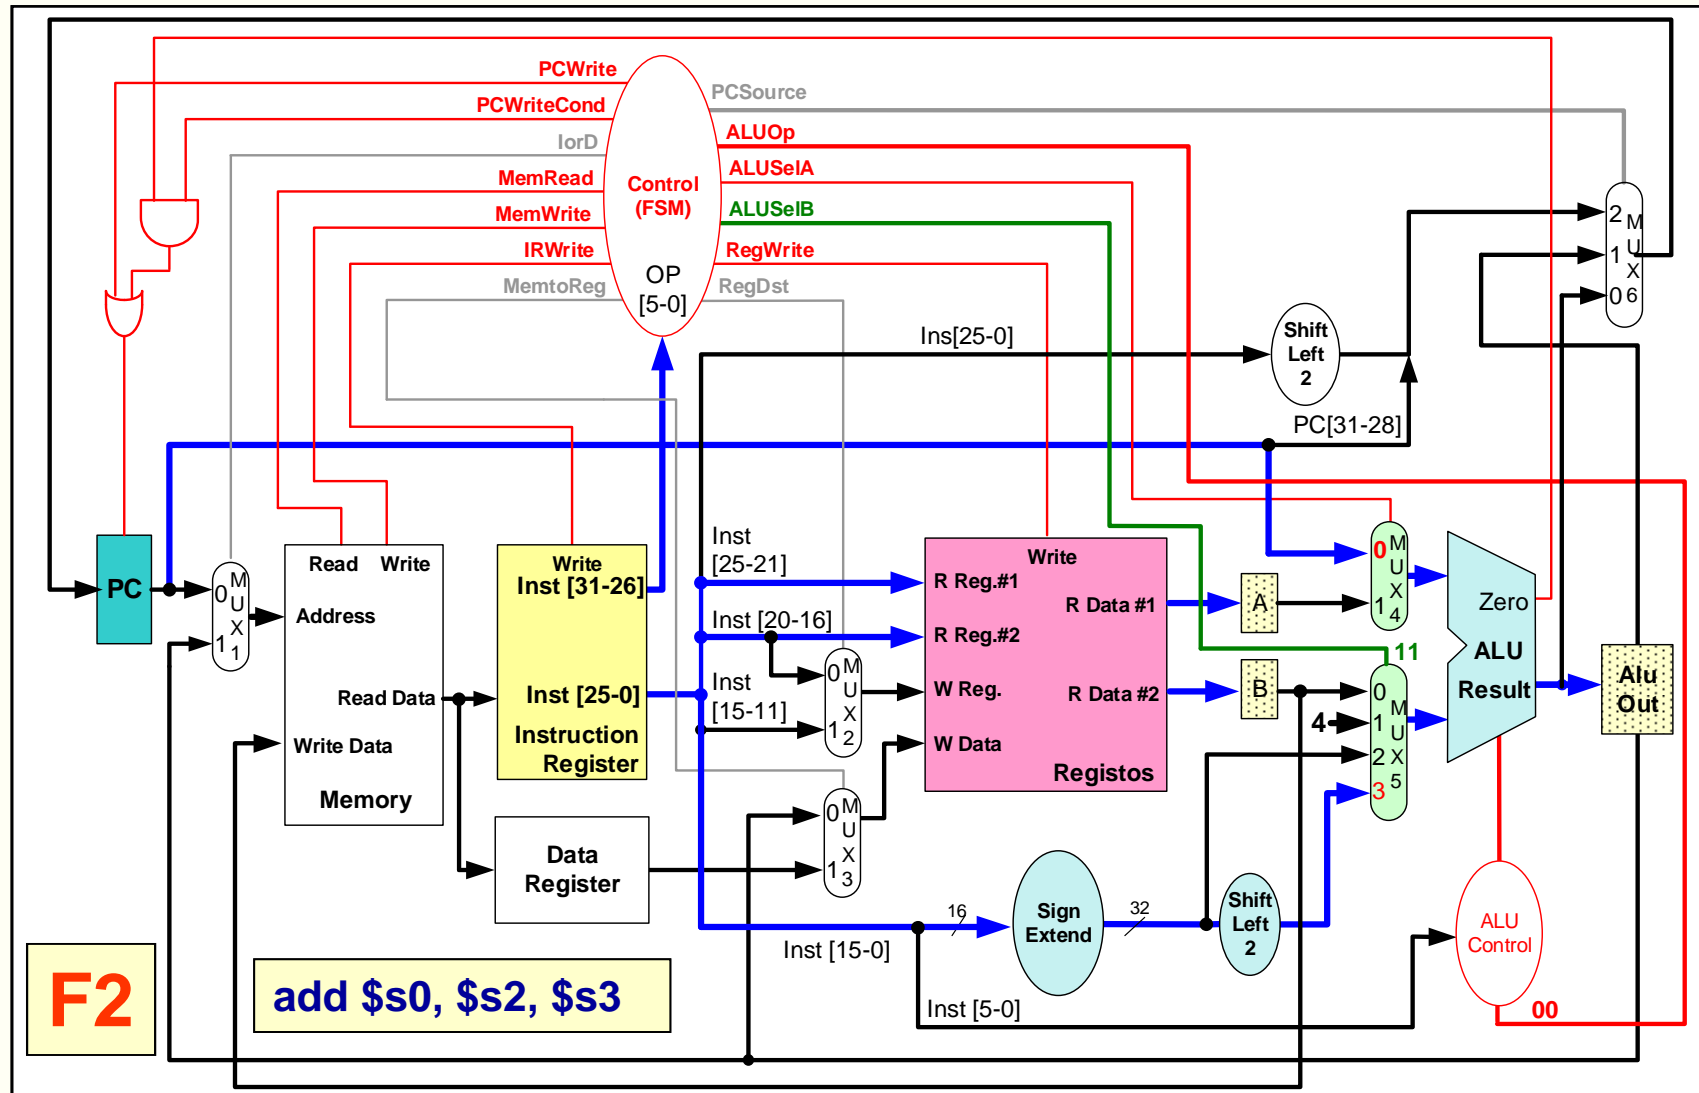 PCWrite
PCWriteCond
IorD
MemRead
MemWrite
IRWrite
MemtoReg
Control
(FSM)
OP
[5-0]
PCSource
ALUOp
ALUSelA
ALUSelB
RegWrite
RegDst
2
1
0
M
U
X
6
Ins[25-0]
Shift
Left
2
PC[31-28]
PC
0
1
M
U
X
1
Read Write
Address
Read Data
Write Data
Memory
Write
Inst [31-26]
Inst [25-0]
Instruction
Register
Data
Register
Inst
[25-21]
Inst [20-16]
Inst
[15-11]
0
1
M
U
X
2
0
1
M
U
X
3
Write
R Reg.#1
R Reg.#2
W Reg.
W Data
R Data #1
R Data #2
Registos
A
B
0
1
M
U
X
4
11
4
0
1
2
3
M
U
X
5
Zero
ALU
Result
Alu
Out
16
Sign
Extend
32
Shift
Left
2
ALU
Control
Inst [15-0]
Inst [5-0]
00
F2
add $s0, $s2, $s3